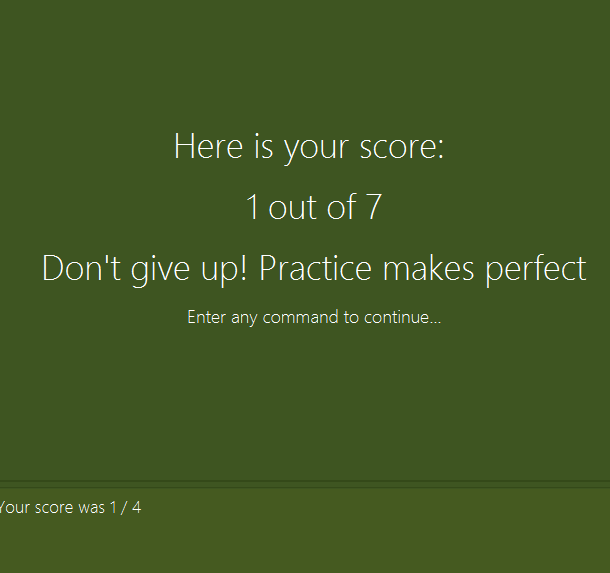 Here is your score:
1 out of 7
Don't give up! Practice makes perfect
Enter any command to continue...
Your score was 1 / 4